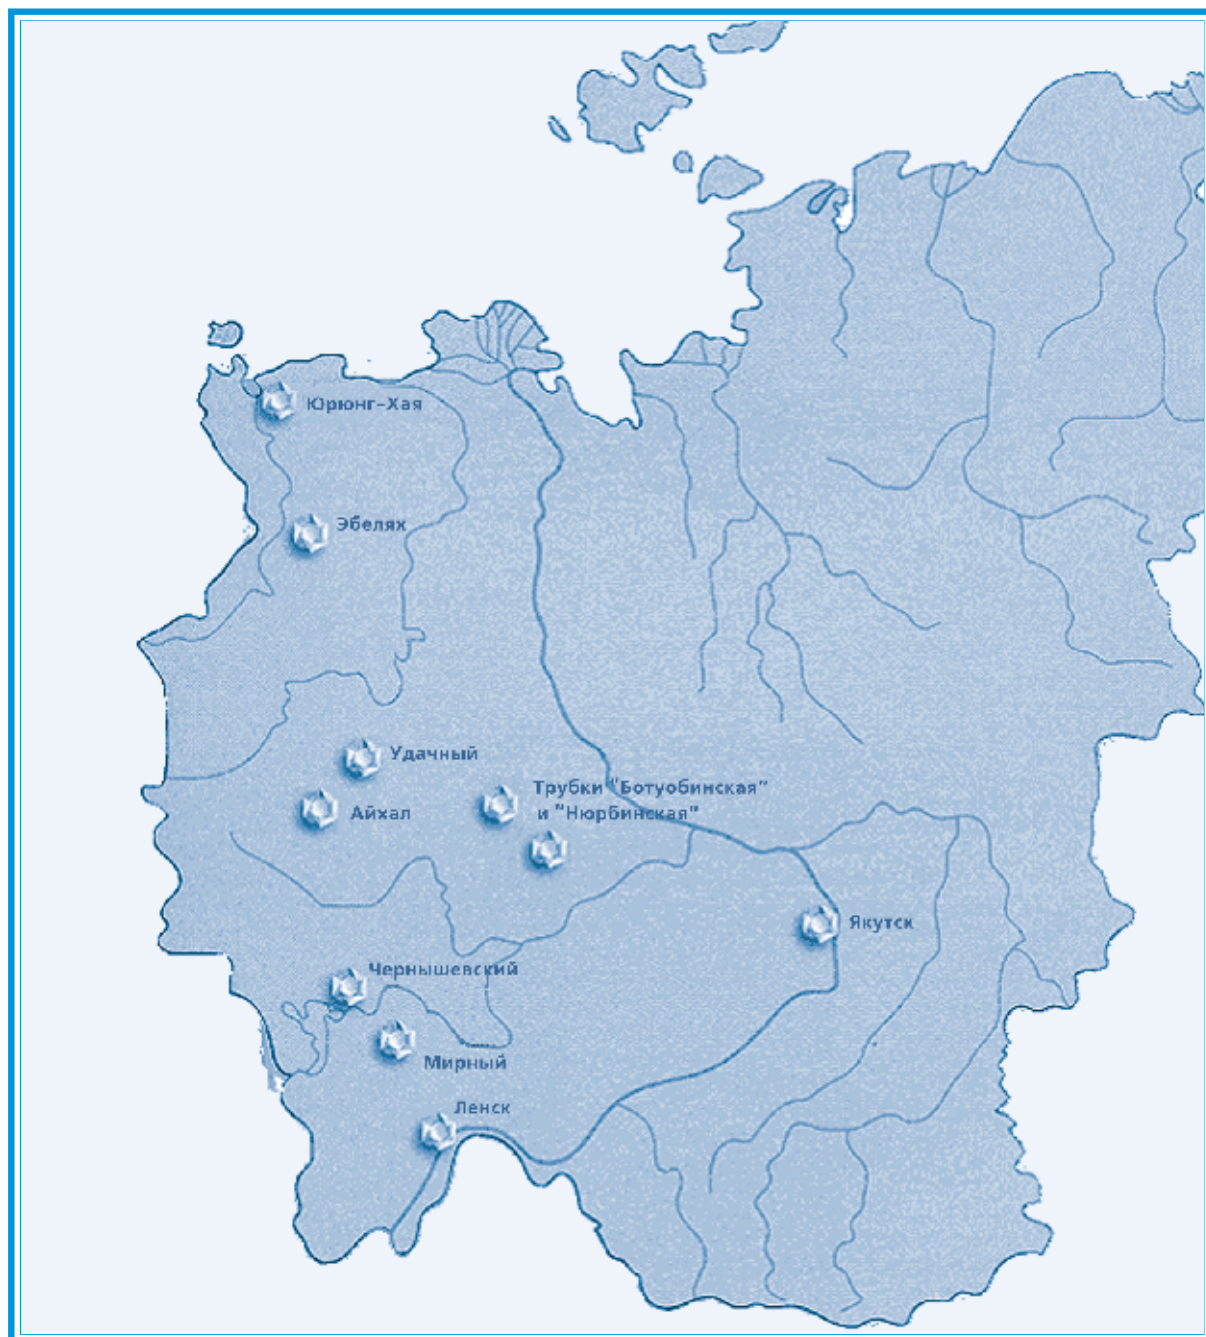 Юрюнг-Хая
Эбелях
Удачный
Трубки "Ботуобинская"
и "Нюрбинская"
Айхал
Якутск
Чернышевский
Мирный
Ленск